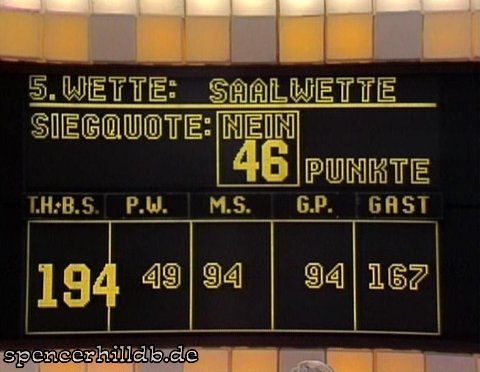 5. WETTE: SAALWETTE
SIEGQUOTE: NEIN
46 PUNKTE
T.H+B.S. P.W. M.S. G.P. GAST
194 49 94 94 167
spencerhilldb.de